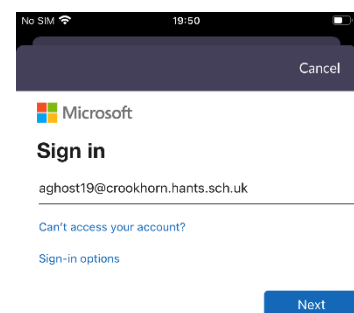 No SIM 19:50
Cancel
Microsoft
Sign in
aghost19@crookhorn.hants.sch.uk
Can't access your account?
Sign-in options
Next